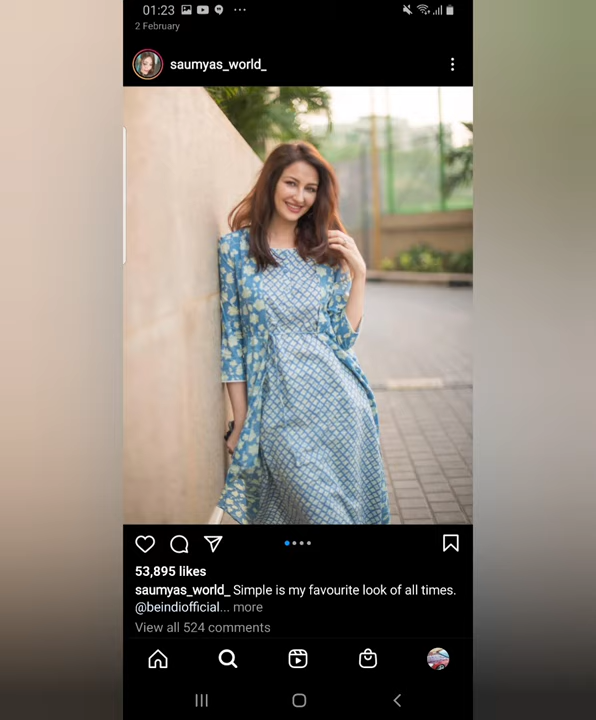 01:23
2 February
saumyas_world_
53,895 likes
saumyas_world_ Simple is my favourite look of all times.
@beindiofficial... more
View all 524 comments